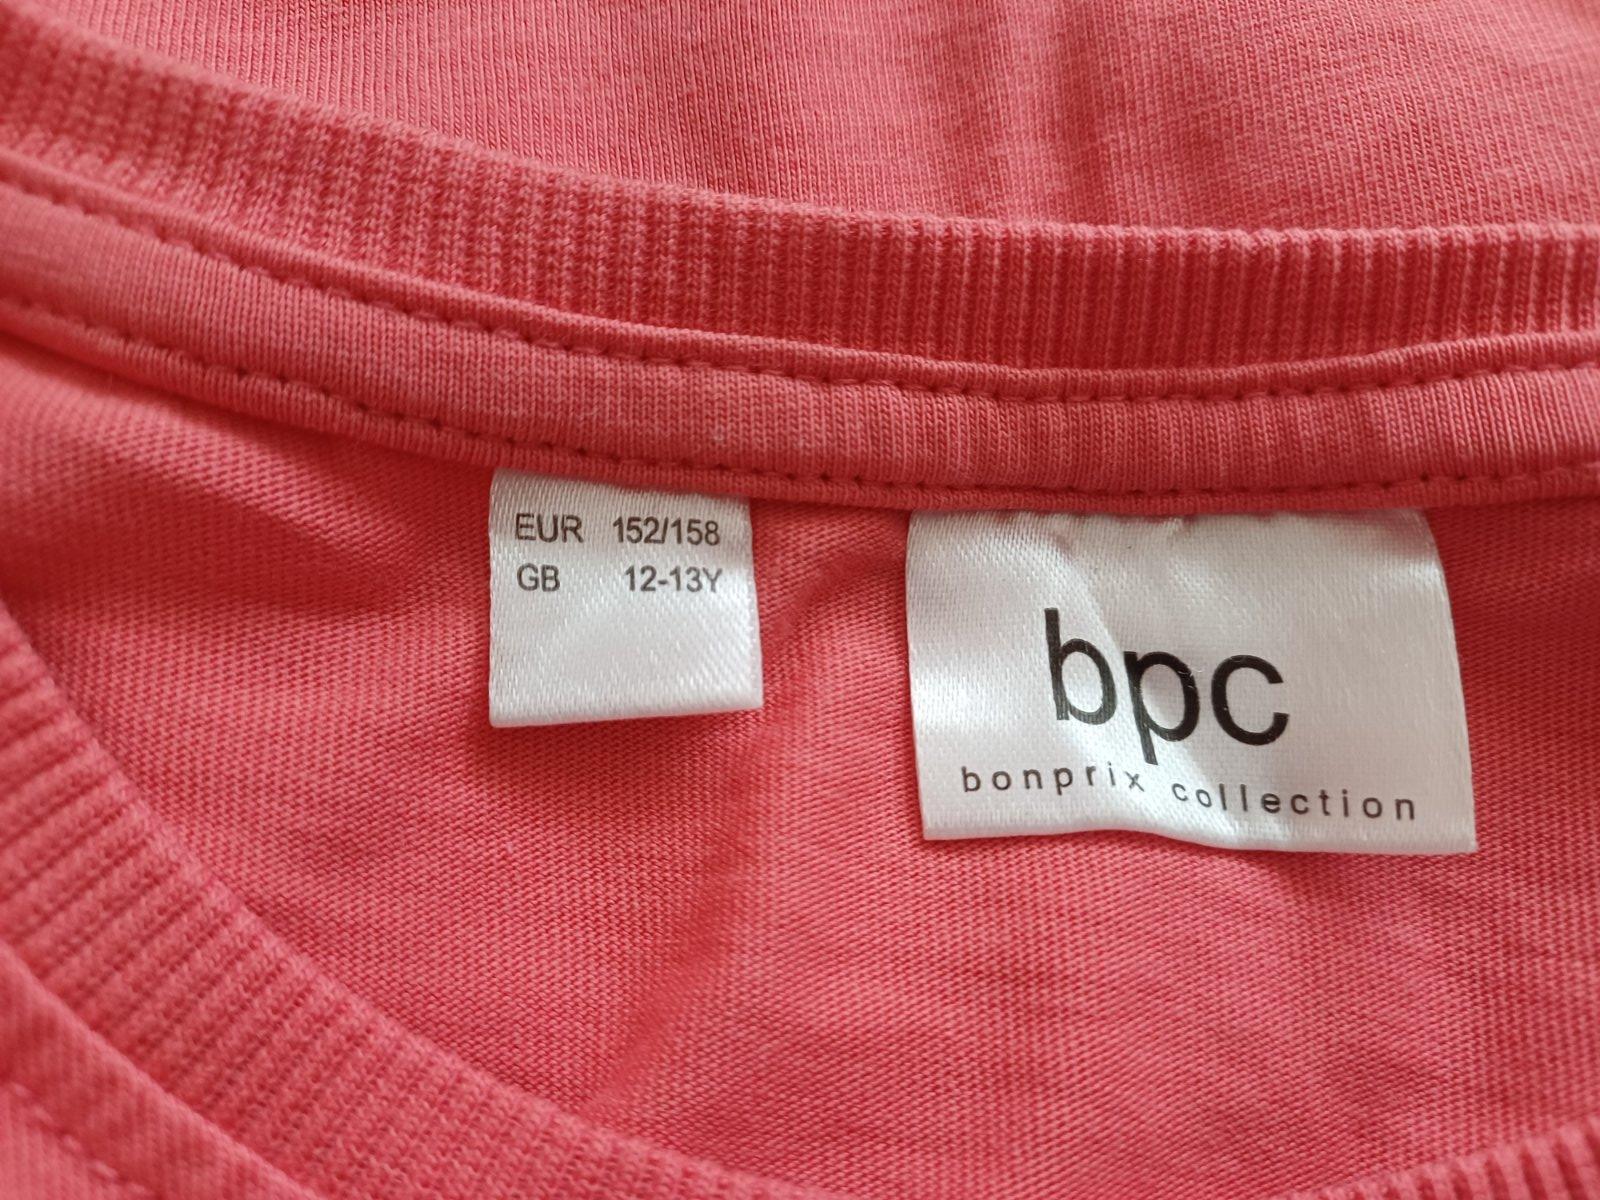 EUR 152/158
GB 12-13Y
bpc
bonprix collection